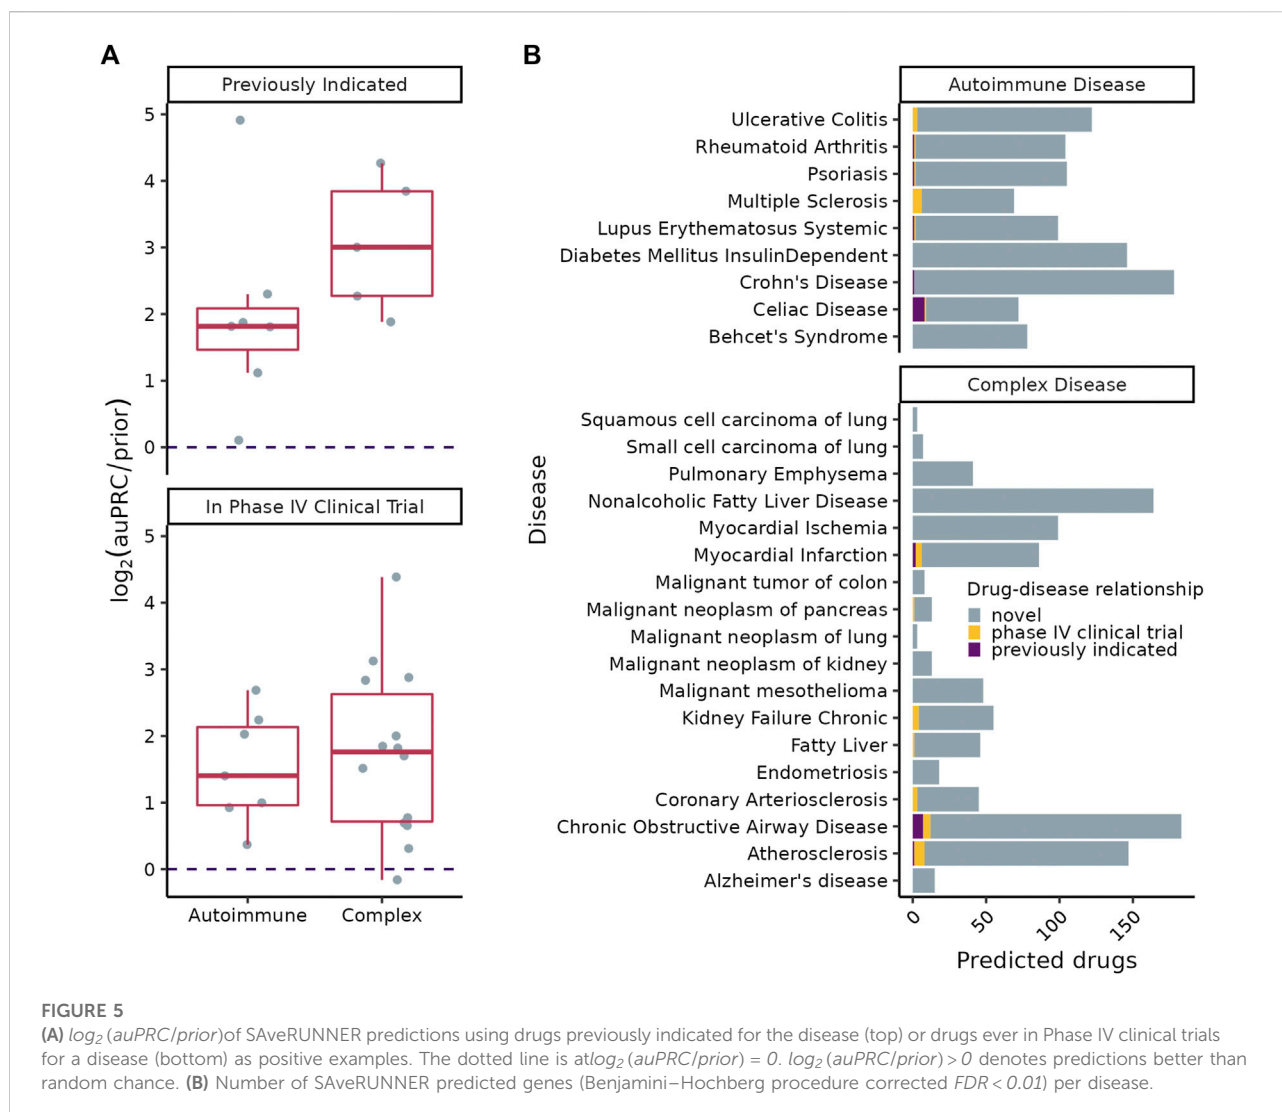 A
Previously Indicated
5
4
3
2
1
0
In Phase IV Clinical Trial
5
4
3
2
1
0
log2(auPRC/prior)
Autoimmune
Complex
B
Autoimmune Disease
Ulcerative Colitis
Rheumatoid Arthritis
Psoriasis
Multiple Sclerosis
Lupus Erythematosus Systemic
Diabetes Mellitus InsulinDependent
Crohn's Disease
Celiac Disease
Behcet's Syndrome
Complex Disease
Squamous cell carcinoma of lung
Small cell carcinoma of lung
Pulmonary Emphysema
Nonalcoholic Fatty Liver Disease
Myocardial Ischemia
Myocardial Infarction
Malignant tumor of colon
Malignant neoplasm of pancreas
Malignant neoplasm of lung
Malignant neoplasm of kidney
Malignant mesothelioma
Kidney Failure Chronic
Fatty Liver
Endometriosis
Coronary Arteriosclerosis
Chronic Obstructive Airway Disease
Atherosclerosis
Alzheimer's disease
Disease
Drug-disease relationship
novel
phase IV clinical trial
previously indicated
0
50
100
150
Predicted drugs
FIGURE 5
(A) log2 (auPRC/prior)of SAveRUNNER predictions using drugs previously indicated for the disease (top) or drugs ever in Phase IV clinical trials
for a disease (bottom) as positive examples. The dotted line is atlog2 (auPRC/prior) = 0. log2 (auPRC/prior) > 0 denotes predictions better than
random chance. (B) Number of SAveRUNNER predicted genes (Benjamini–Hochberg procedure corrected FDR < 0.01) per disease.